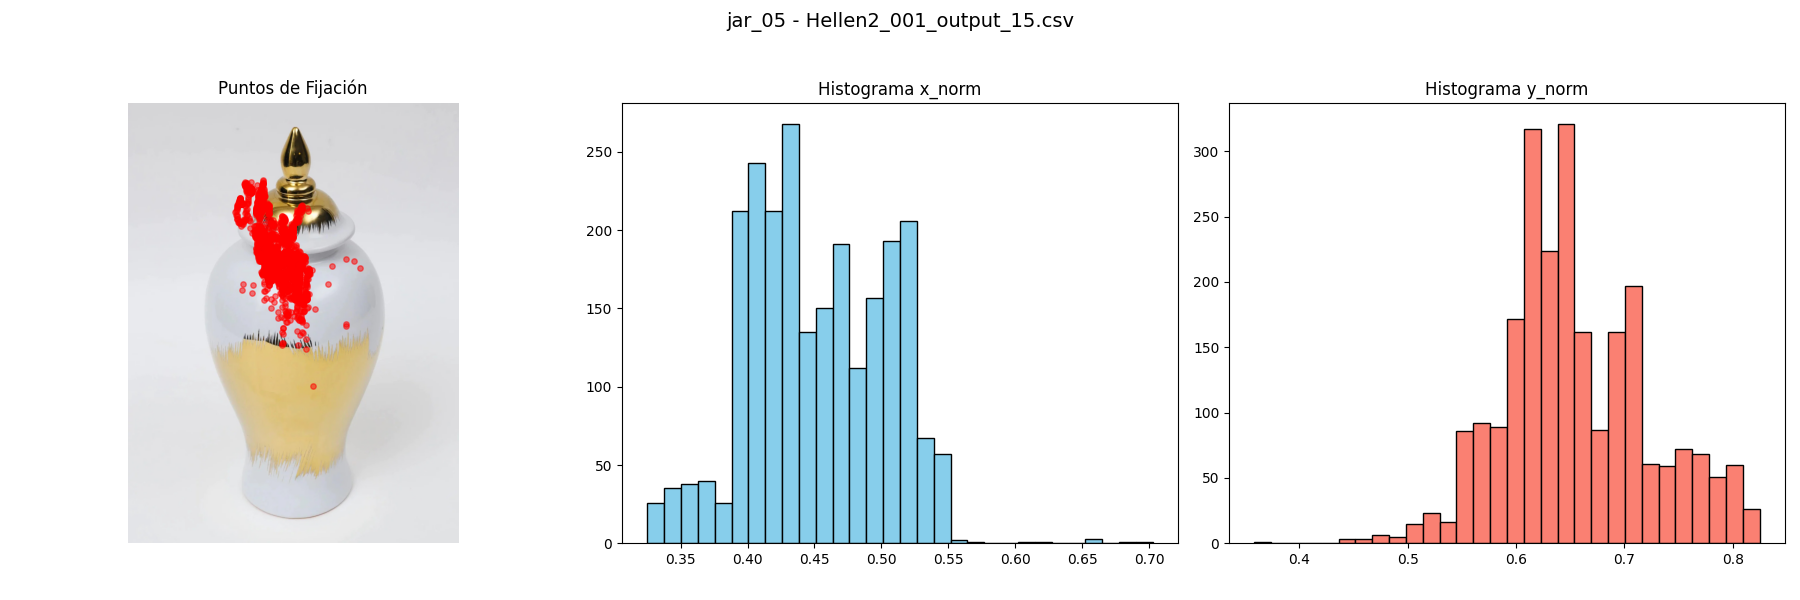 jar_05 - Hellen2_001_output_15.csv
Puntos de Fijación
Histograma x_norm
250
200
150
100
50
0
0.35 0.40 0.45 0.50 0.55 0.60 0.65 0.70
Histograma y_norm
300
250
200
150
100
50
0
0.4 0.5 0.6 0.7 0.8